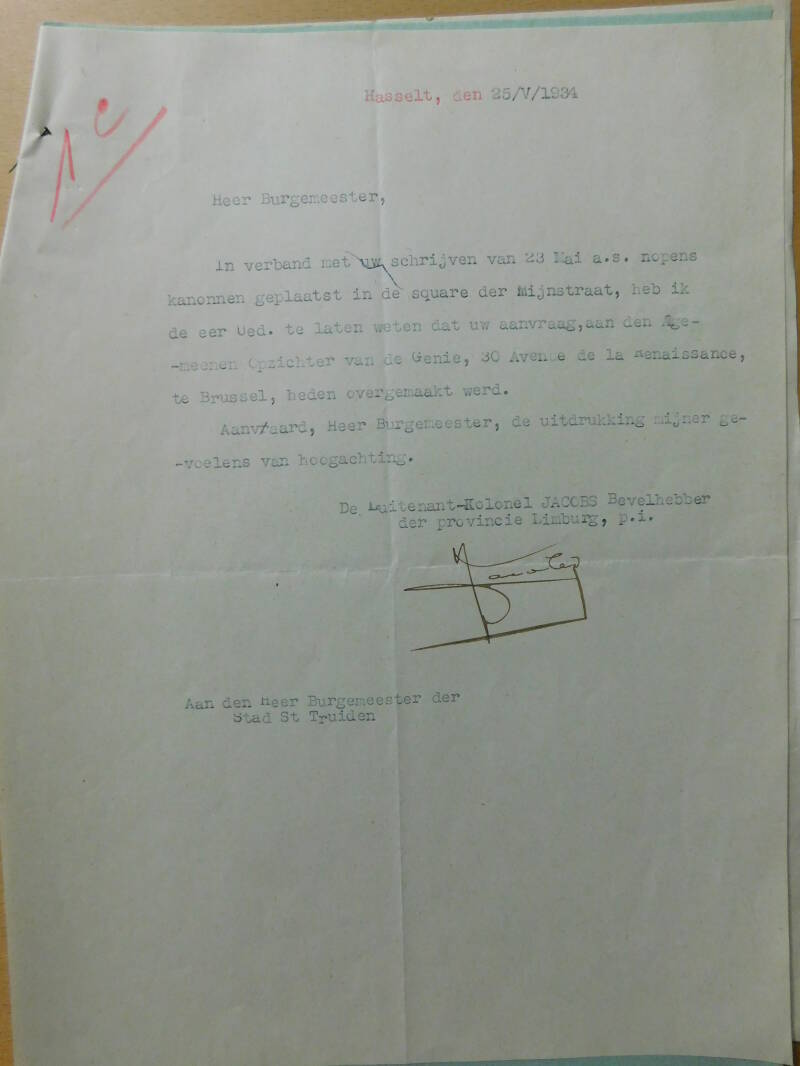 1e
Hasselt, den 25/V/1934
Heer Burgemeester,
In verband met uw schrijven van 23 Mai a.s. nopens
kanonnen geplaatst in de square der Mijnstraat, heb ik
de eer Ued. te laten weten dat uw aanvraag,aan den Age-
-meenen Opzichter van de Genie, 30 Avenue de la Renaissance,
te Brussel, heden overgemaakt werd.
Aanvaard, Heer Burgemeester, de uitdrukking mijner ge-
-voelens van hoogachting.
De Luitenant-Kolonel JACOBS Bevelhebber
der provincie Limburg, p.i.
Jacobs
Aan den Heer Burgemeester der
Stad St Truiden